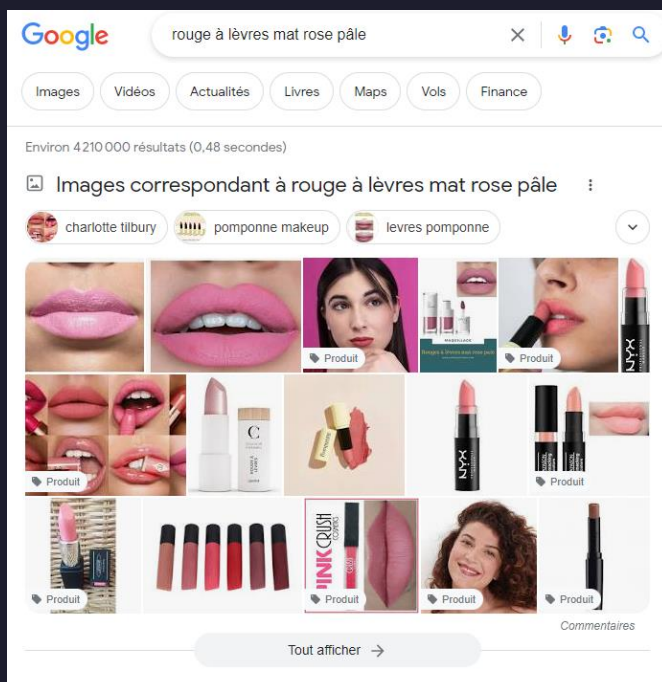 Google
rouge à lèvres mat rose pâle
Images Vidéos Actualités Livres Maps Vols Finance
Environ 4 210 000 résultats (0,48 secondes)
Images correspondant à rouge à lèvres mat rose pâle
charlotte tilbury pomponne makeup levres pomponne
Produit
Produit
NYX
Produit
C
NYX
Produit
Produit
PINK CRUSH
Produit
Produit
Produit
Commentaires
Tout afficher